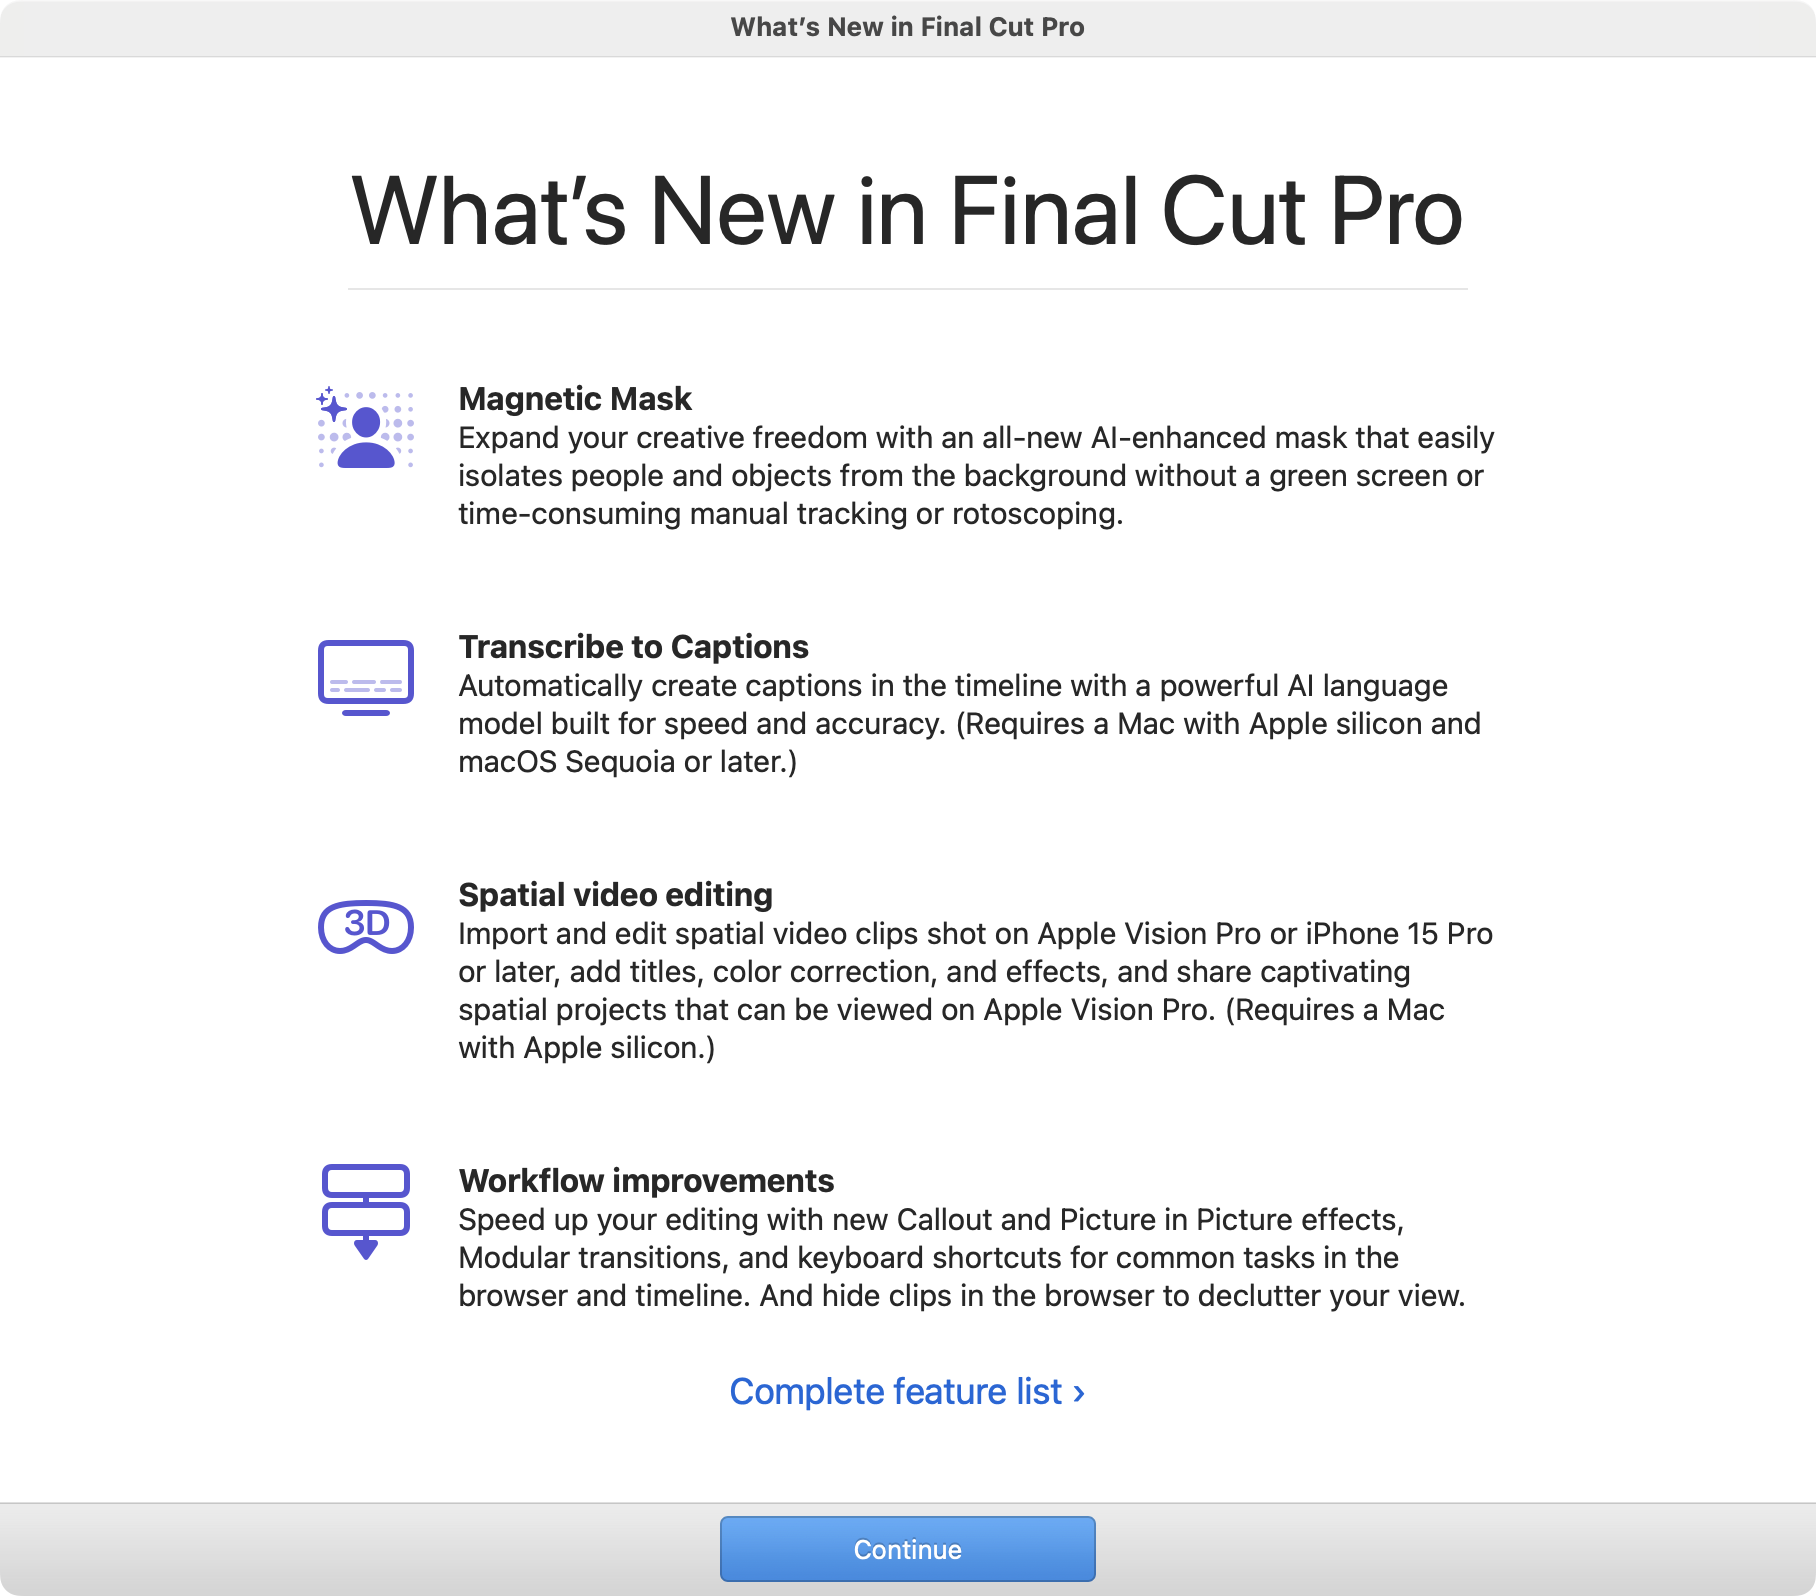 What’s New in Final Cut Pro
What’s New in Final Cut Pro
Magnetic Mask
Expand your creative freedom with an all-new AI-enhanced mask that easily
isolates people and objects from the background without a green screen or
time-consuming manual tracking or rotoscoping.
Transcribe to Captions
Automatically create captions in the timeline with a powerful AI language
model built for speed and accuracy. (Requires a Mac with Apple silicon and
macOS Sequoia or later.)
3D
Spatial video editing
Import and edit spatial video clips shot on Apple Vision Pro or iPhone 15 Pro
or later, add titles, color correction, and effects, and share captivating
spatial projects that can be viewed on Apple Vision Pro. (Requires a Mac
with Apple silicon.)
Workflow improvements
Speed up your editing with new Callout and Picture in Picture effects,
Modular transitions, and keyboard shortcuts for common tasks in the
browser and timeline. And hide clips in the browser to declutter your view.
Complete feature list ›
Continue